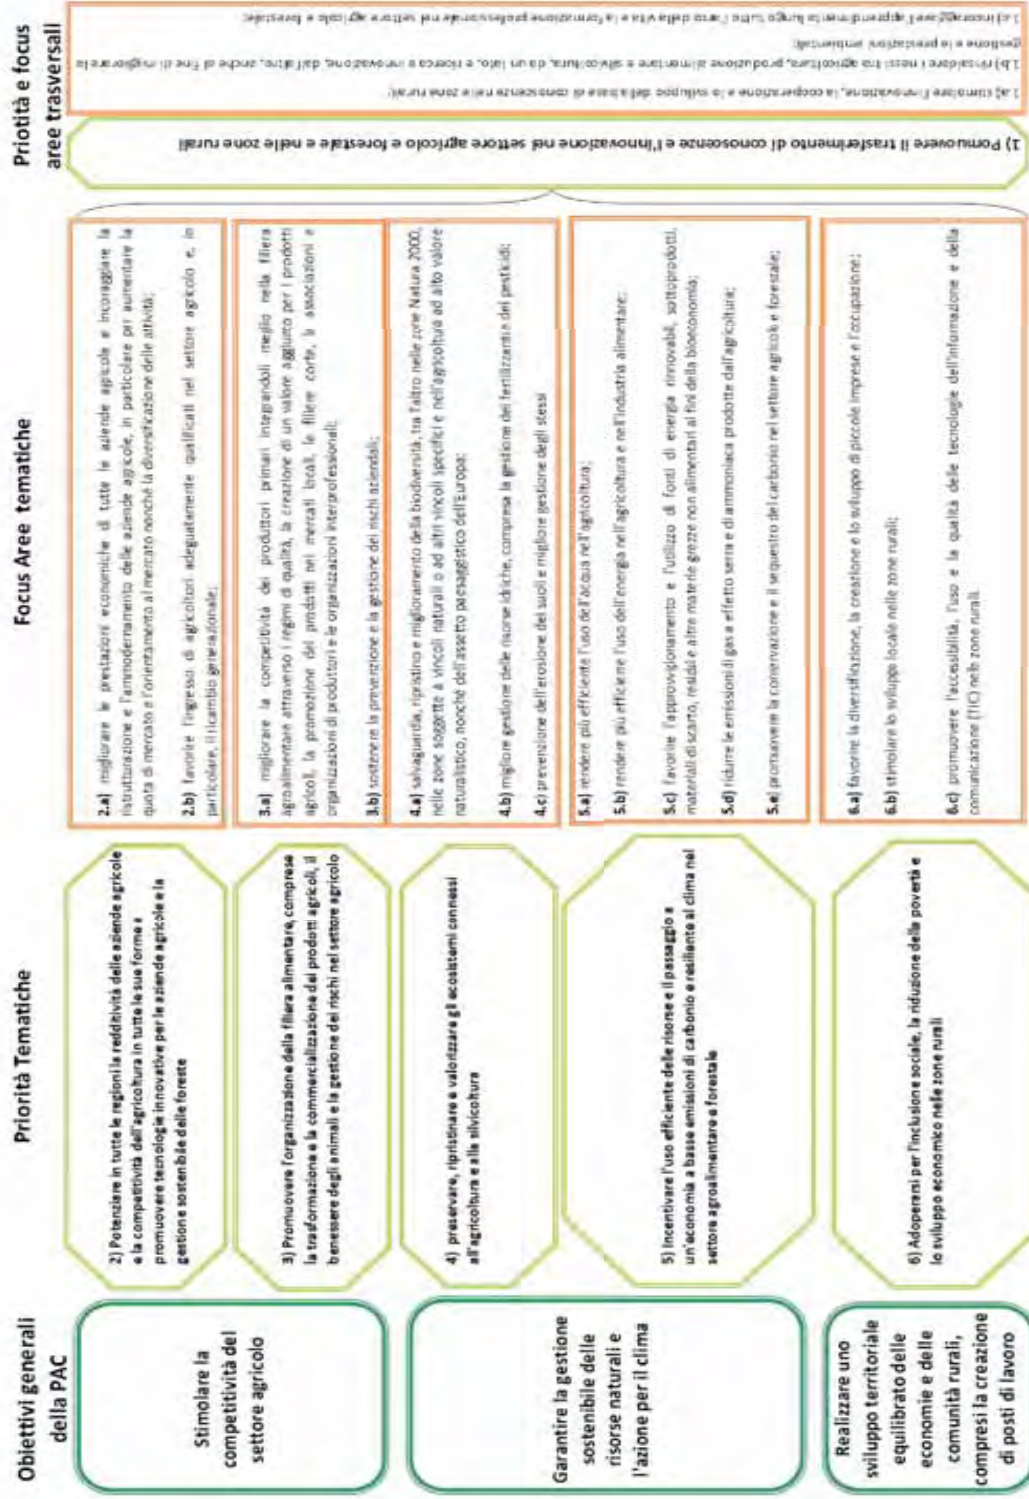 Obiettivi generali
della PAC
Priorità Tematiche
Focus Aree tematiche
Priotità e focus
aree trasversali
Stimolare la
competitività del
settore agricolo
2) Potenziare in tutte le regioni la redditività delle aziende agricole
e la competitività dell'agricoltura in tutte le sue forme e
promuovere tecnologie innovative per le aziende agricole e la
gestione sostenibile delle foreste
2.a) migliorare le prestazioni economiche di tutte le aziende agricole e incoraggiare la
ristrutturazione e l'ammodernamento delle aziende agricole, in particolare per aumentare la
quota di mercato e l'orientamento al mercato nonché la diversificazione delle attività;
2.b) favorire l'ingresso di agricoltori adeguatamente qualificati nel settore agricolo e, in
particolare, il ricambio generazionale;
3) Promuovere l'organizzazione della filiera alimentare, comprese
la trasformazione e la commercializzazione dei prodotti agricoli, il
benessere degli animali e la gestione dei rischi nel settore agricolo
3.a) migliorare la competitività dei produttori primari integrandoli meglio nella filiera
agroalimentare attraverso i regimi di qualità, la creazione di un valore aggiunto per i prodotti
agricoli, la promozione dei prodotti nei mercati locali, le filiere corte, le associazioni e
organizzazioni di produttori e le organizzazioni interprofessionali;
3.b) sostenere la prevenzione e la gestione dei rischi aziendali;
Garantire la gestione
sostenibile delle
risorse naturali e
l'azione per il clima
4) preservare, ripristinare e valorizzare gli ecosistemi connessi
all'agricoltura e alla silvicoltura
4.a) salvaguardia, ripristino e miglioramento della biodiversità, tra l'altro nelle zone Natura 2000,
nelle zone soggette a vincoli naturali o ad altri vincoli specifici e nell'agricoltura ad alto valore
naturalistico, nonché dell'assetto paesaggistico dell'Europa;
4.b) migliore gestione delle risorse idriche, compresa la gestione dei fertilizzanti e dei pesticidi;
4.c) prevenzione dell'erosione dei suoli e migliore gestione degli stessi
5) Incentivare l'uso efficiente delle risorse e il passaggio a
un'economia a basse emissioni di carbonio e resiliente al clima nel
settore agroalimentare e forestale
5.a) rendere più efficiente l'uso dell'acqua nell'agricoltura;
5.b) rendere più efficiente l'uso dell'energia nell'agricoltura e nell'industria alimentare;
5.c) favorire l'approvvigionamento e l'utilizzo di fonti di energia rinnovabili, sottoprodotti,
materiali di scarto, residui e altre materie grezze non alimentari ai fini della bioeconomia;
5.d) ridurre le emissioni di gas a effetto serra e di ammoniaca prodotte dall'agricoltura;
5.e) promuovere la conservazione e il sequestro del carbonio nel settore agricolo e forestale;
Realizzare uno
sviluppo territoriale
equilibrato delle
economie e delle
comunità rurali,
compresi la creazione
di posti di lavoro
6) Adoperarsi per l'inclusione sociale, la riduzione della povertà e
lo sviluppo economico nelle zone rurali
6.a) favorire la diversificazione, la creazione e lo sviluppo di piccole imprese e l'occupazione;
6.b) stimolare lo sviluppo locale nelle zone rurali;
6.c) promuovere l'accessibilità, l'uso e la qualità delle tecnologie dell'informazione e della
comunicazione (TIC) nelle zone rurali.
1) Pomuovere il trasferimento di conoscenze e l'innovazione nel settore agricolo e forestale e nelle zone rurali
1.a) stimolare l'innovazione, la cooperazione e lo sviluppo della base di conoscenze nelle zone rurali;
1.b) rinsaldare i nessi tra agricoltura, produzione alimentare e silvicoltura, da un lato, e ricerca e innovazione, dall'altro, anche al fine di migliorare la
gestione e le prestazioni ambientali;
1.c) incoraggiare l'apprendimento lungo tutto l'arco della vita e la formazione professionale nel settore agricolo e forestale;